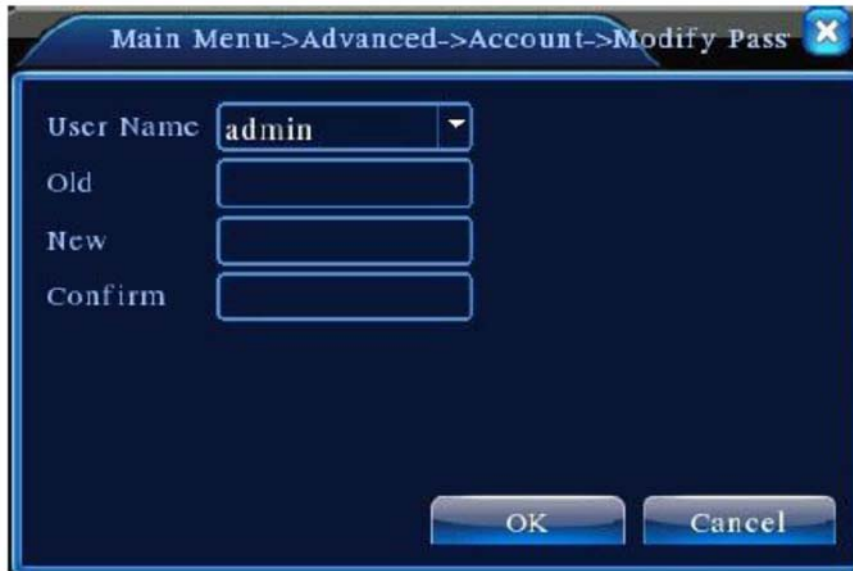 Main Menu->Advanced->Account->Modify Pass
User Name admin
Old
New
Confirm
OK Cancel